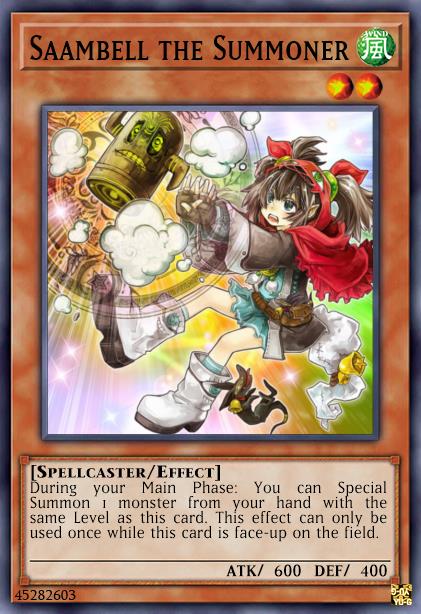 SAAMBELL THE SUMMONER
WIND
風
[SPELLCASTER/EFFECT]
During your Main Phase: You can Special
Summon 1 monster from your hand with the
same Level as this card. This effect can only be
used once while this card is face-up on the field.
ATK/ 600 DEF/ 400
45282603